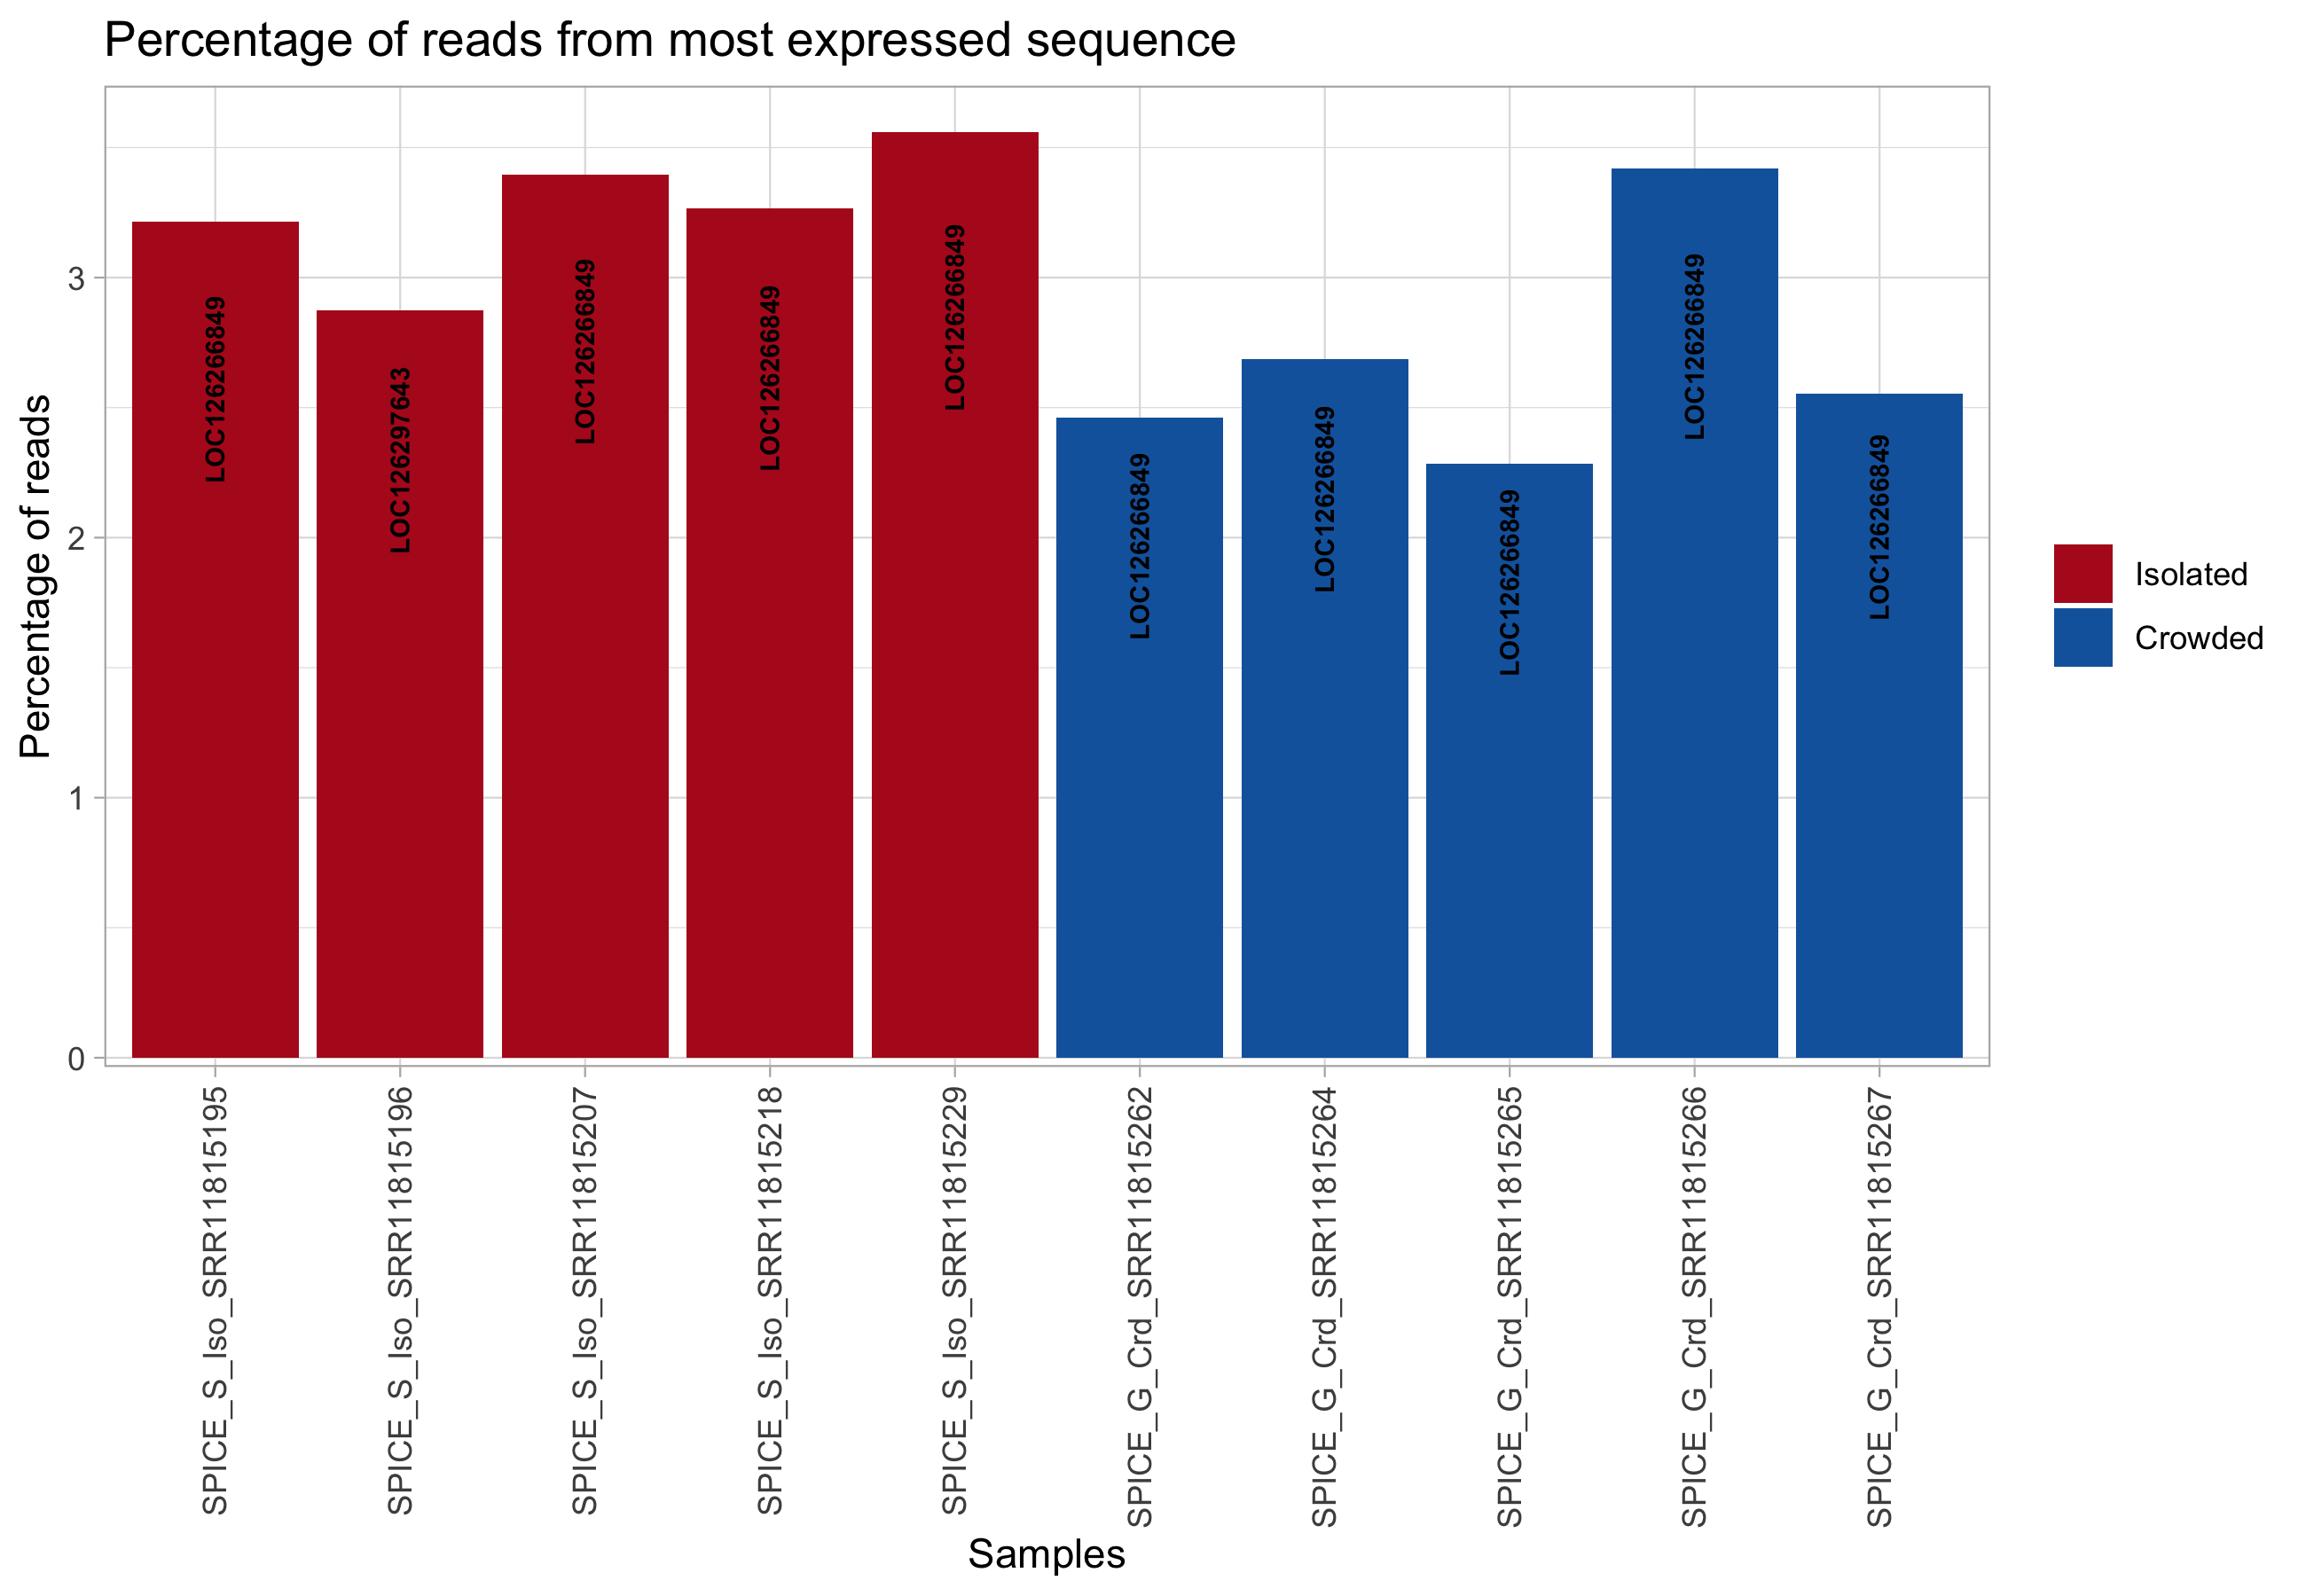 Percentage of reads from most expressed sequence
Percentage of reads
3
2
1
0
LOC126266849
LOC126297643
LOC126266849
LOC126266849
LOC126266849
LOC126266849
LOC126266849
LOC126266849
LOC126266849
LOC126266849
SPICE_S_Iso_SRR11815195
SPICE_S_Iso_SRR11815196
SPICE_S_Iso_SRR11815207
SPICE_S_Iso_SRR11815218
SPICE_S_Iso_SRR11815229
SPICE_G_Crd_SRR11815262
SPICE_G_Crd_SRR11815264
SPICE_G_Crd_SRR11815265
SPICE_G_Crd_SRR11815266
SPICE_G_Crd_SRR11815267
Samples
Isolated
Crowded